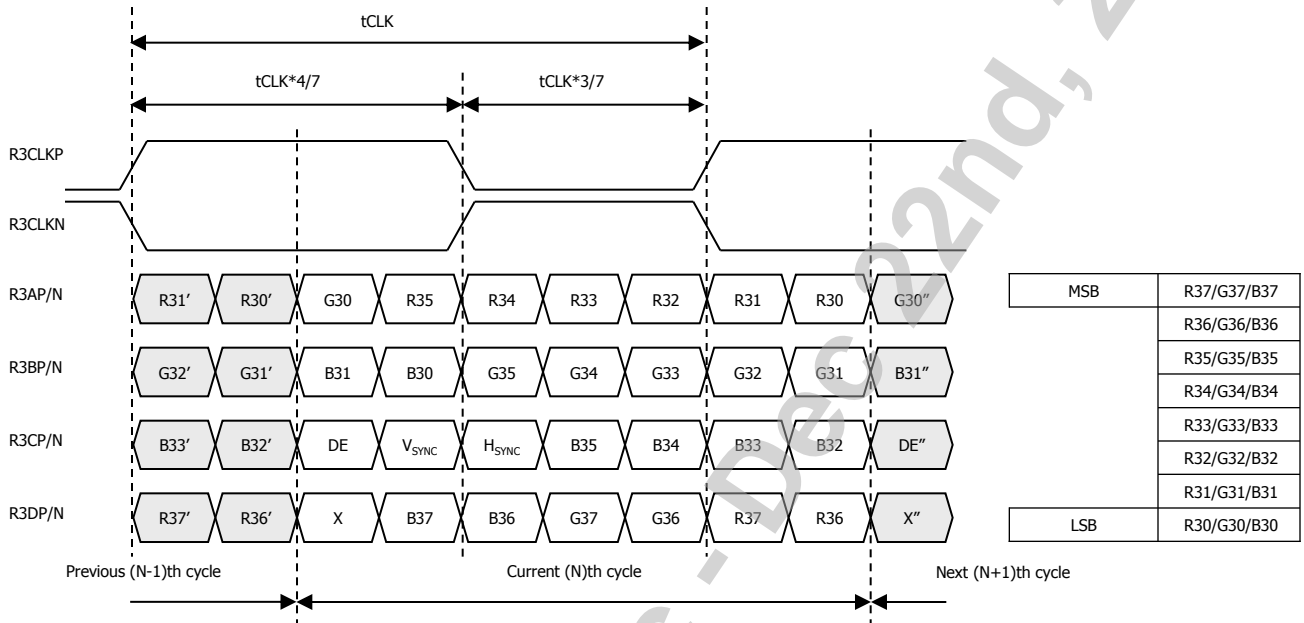 tCLK
tCLK*4/7 tCLK*3/7
R3CLKP
R3CLKN
R3AP/N R31′ R30′ G30 R35 R34 R33 R32 R31 R30 G30″
R3BP/N G32′ G31′ B31 B30 G35 G34 G33 G32 G31 B31″
R3CP/N B33′ B32′ DE VSYNC HSYNC B35 B34 B33 B32 DE″
R3DP/N R37′ R36′ X B37 B36 G37 G36 R37 R36 X″
Previous (N-1)th cycle Current (N)th cycle Next (N+1)th cycle
MSB R37/G37/B37
R36/G36/B36
R35/G35/B35
R34/G34/B34
R33/G33/B33
R32/G32/B32
R31/G31/B31
LSB R30/G30/B30
- Dec 22nd, 2